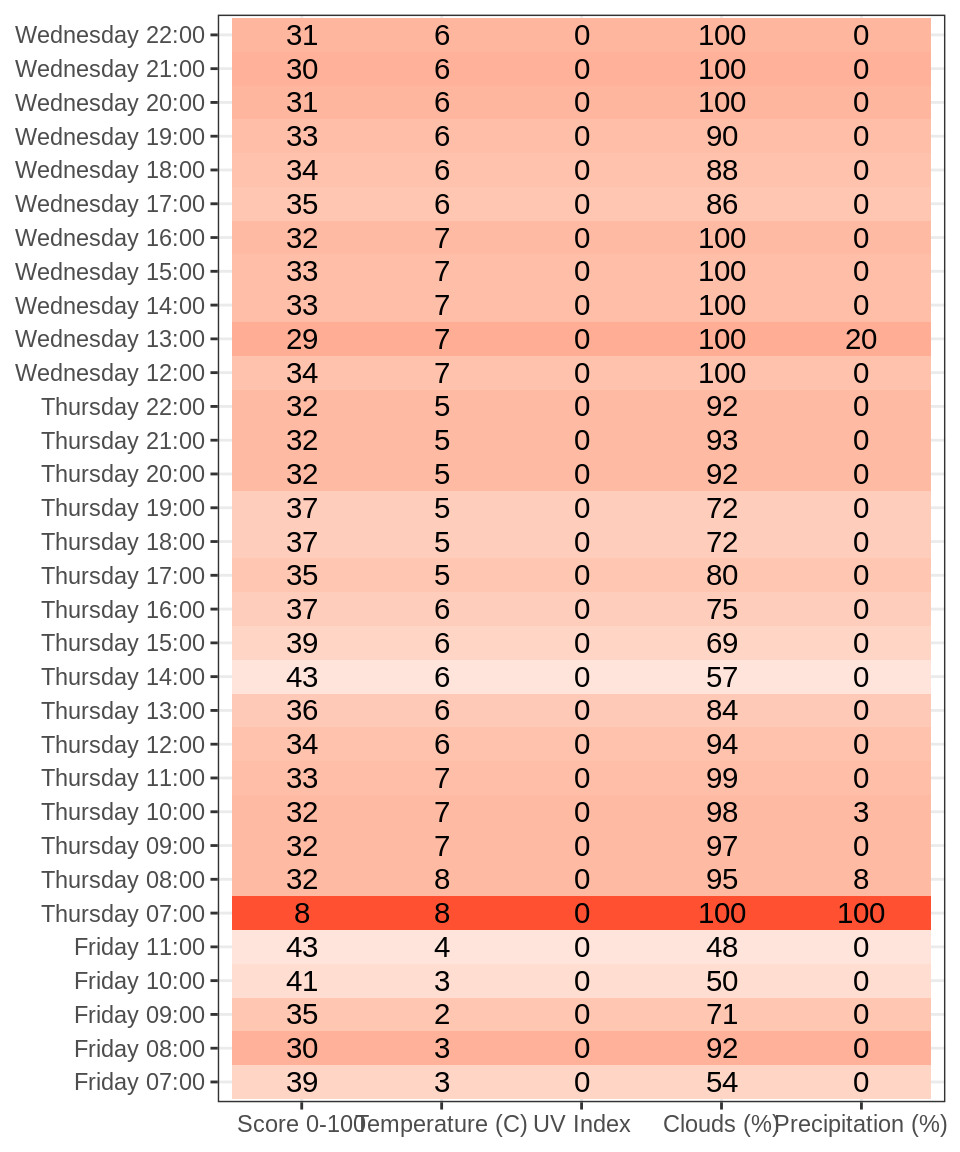 Wednesday 22:00 31 6 0 100 0
Wednesday 21:00 30 6 0 100 0
Wednesday 20:00 31 6 0 100 0
Wednesday 19:00 33 6 0 90 0
Wednesday 18:00 34 6 0 88 0
Wednesday 17:00 35 6 0 86 0
Wednesday 16:00 32 7 0 100 0
Wednesday 15:00 33 7 0 100 0
Wednesday 14:00 33 7 0 100 0
Wednesday 13:00 29 7 0 100 20
Wednesday 12:00 34 7 0 100 0
Thursday 22:00 32 5 0 92 0
Thursday 21:00 32 5 0 93 0
Thursday 20:00 32 5 0 92 0
Thursday 19:00 37 5 0 72 0
Thursday 18:00 37 5 0 72 0
Thursday 17:00 35 5 0 80 0
Thursday 16:00 37 6 0 75 0
Thursday 15:00 39 6 0 69 0
Thursday 14:00 43 6 0 57 0
Thursday 13:00 36 6 0 84 0
Thursday 12:00 34 6 0 94 0
Thursday 11:00 33 7 0 99 0
Thursday 10:00 32 7 0 98 3
Thursday 09:00 32 7 0 97 0
Thursday 08:00 32 8 0 95 8
Thursday 07:00 8 8 0 100 100
Friday 11:00 43 4 0 48 0
Friday 10:00 41 3 0 50 0
Friday 09:00 35 2 0 71 0
Friday 08:00 30 3 0 92 0
Friday 07:00 39 3 0 54 0
Score 0-100 Temperature (C) UV Index Clouds (%) Precipitation (%)